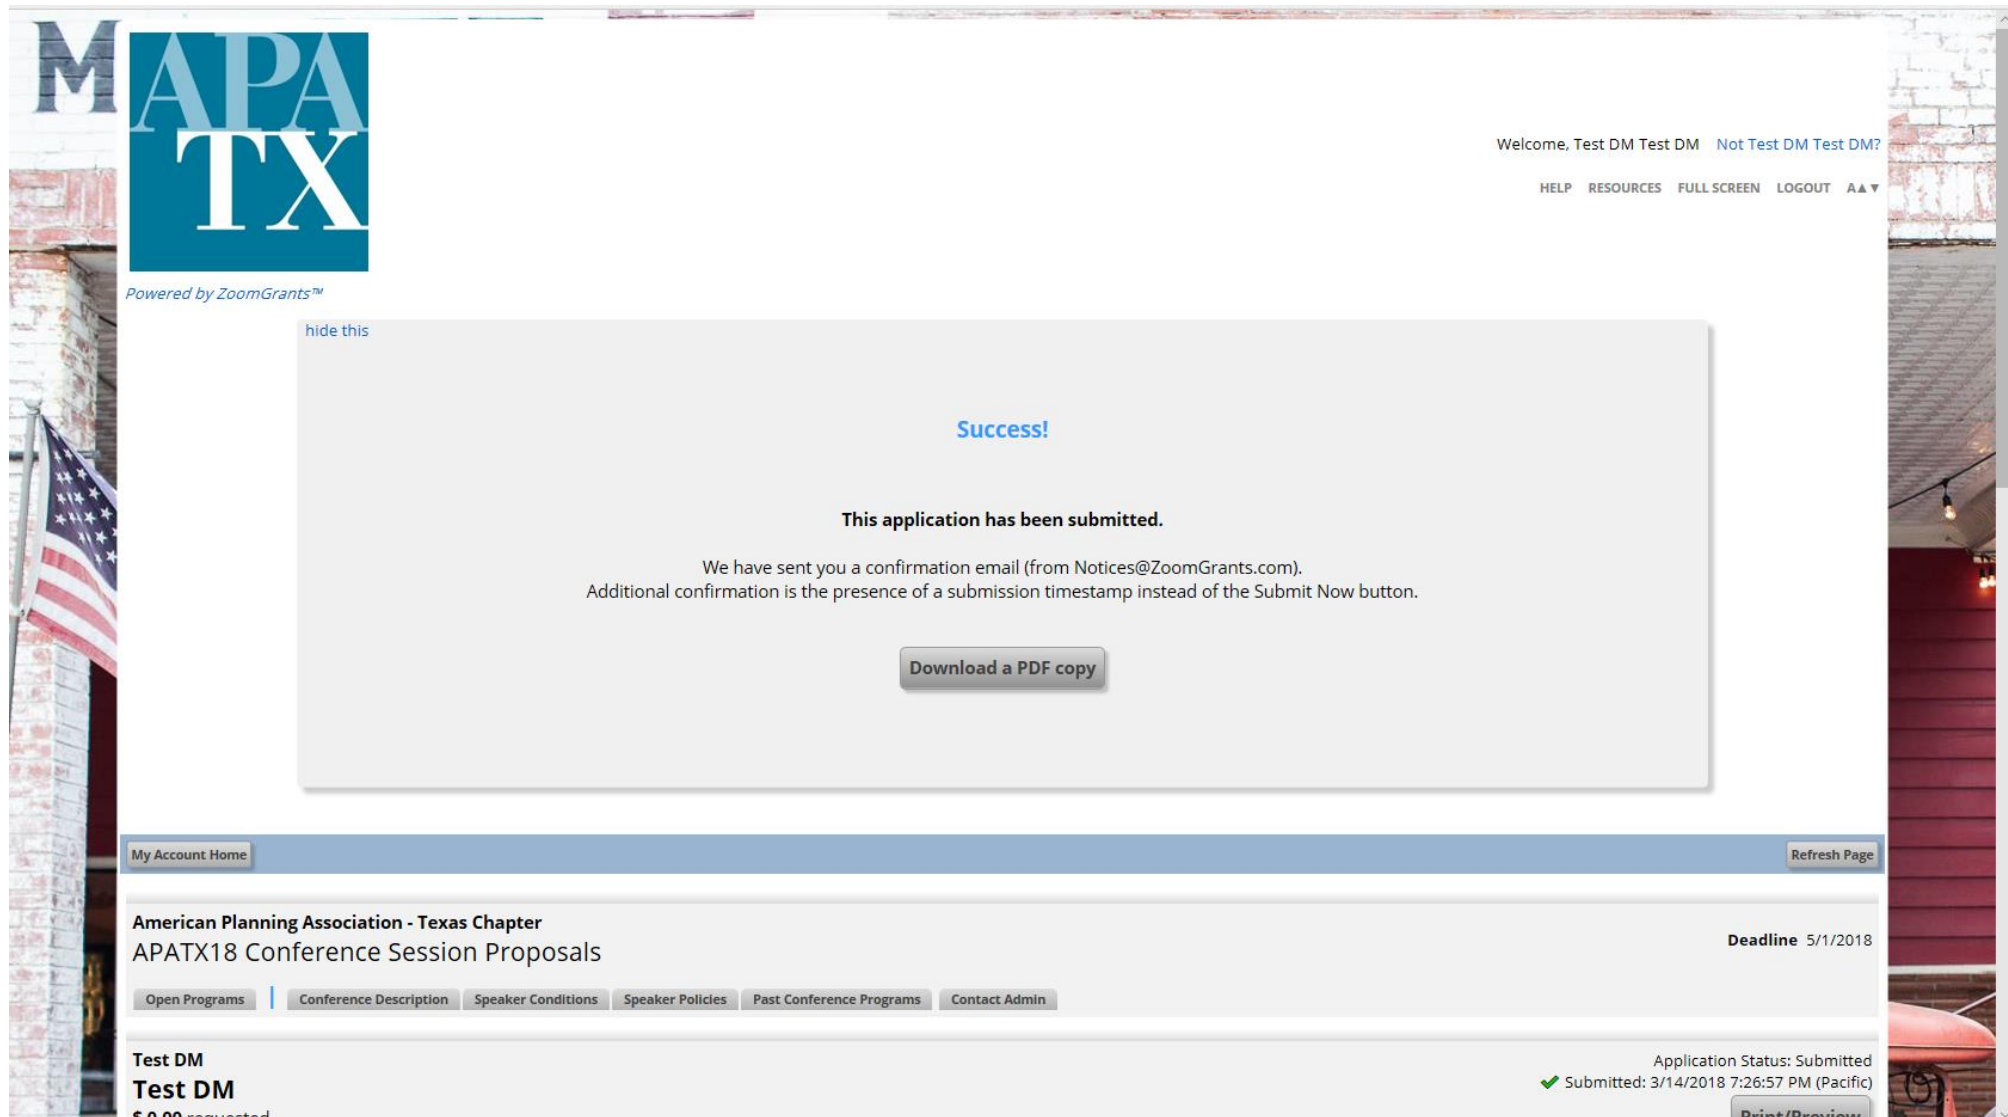 M
APA
TX
Welcome, Test DM Test DM Not Test DM Test DM?
HELP RESOURCES FULL SCREEN LOGOUT A▲▼
Powered by ZoomGrants™
hide this
Success!
This application has been submitted.
We have sent you a confirmation email (from Notices@ZoomGrants.com).
Additional confirmation is the presence of a submission timestamp instead of the Submit Now button.
Download a PDF copy
My Account Home
Refresh Page
American Planning Association - Texas Chapter
APATX18 Conference Session Proposals
Deadline 5/1/2018
Open Programs | Conference Description Speaker Conditions Speaker Policies Past Conference Programs Contact Admin
Test DM
Application Status: Submitted
Test DM
✔ Submitted: 3/14/2018 7:26:57 PM (Pacific)
$ 0.00 requested
Print/Preview